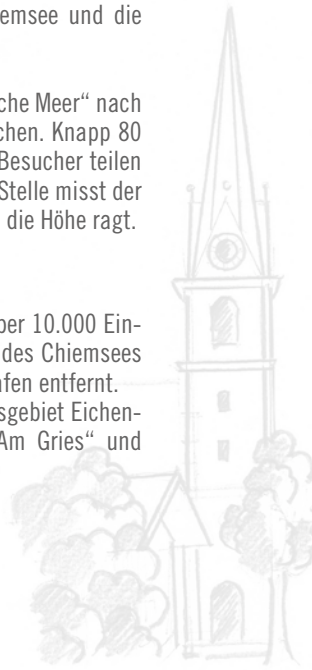 emsee und die
che Meer“ nach
chen. Knapp 80
Besucher teilen
Stelle misst der
die Höhe ragt.
ber 10.000 Ein-
des Chiemsees
afen entfernt.
sgebiet Eichen-
Am Gries“ und